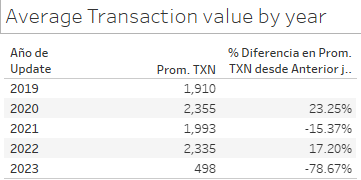 Average Transaction value by year
Año de % Diferencia en Prom.
Update Prom. TXN TXN desde Anterior j..
2019 1,910
2020 2,355 23.25%
2021 1,993 -15.37%
2022 2,335 17.20%
2023 498 -78.67%